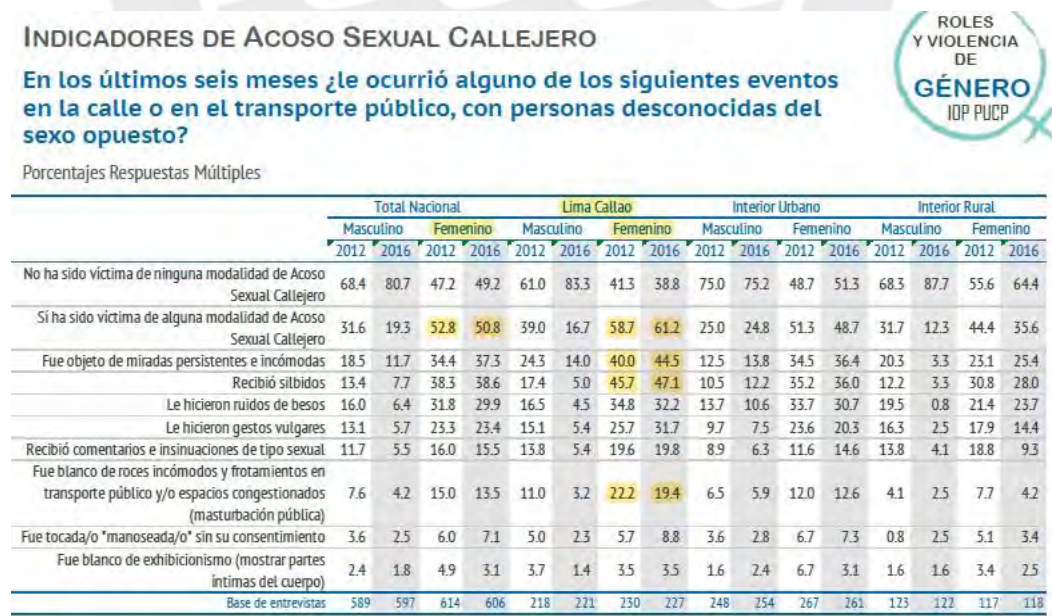 INDICADORES DE ACOSO SEXUAL CALLEJERO
ROLES
Y VIOLENCIA
DE
GÉNERO
IOP PUCP
En los últimos seis meses ¿le ocurrió alguno de los siguientes eventos
en la calle o en el transporte público, con personas desconocidas del
sexo opuesto?
Porcentajes Respuestas Múltiples
Total Nacional Lima Callao Interior Urbano Interior Rural
Masculino Femenino Masculino Femenino Masculino Femenino Masculino Femenino
2012 2016 2012 2016 2012 2016 2012 2016 2012 2016 2012 2016 2012 2016 2012 2016
No ha sido víctima de ninguna modalidad de Acoso
Sexual Callejero 68.4 80.7 47.2 49.2 61.0 83.3 41.3 38.8 75.0 75.2 48.7 51.3 68.3 87.7 55.6 64.4
Sí ha sido víctima de alguna modalidad de Acoso
Sexual Callejero 31.6 19.3 52.8 50.8 39.0 16.7 58.7 61.2 25.0 24.8 51.3 48.7 31.7 12.3 44.4 35.6
Fue objeto de miradas persistentes e incómodas 18.5 11.7 34.4 37.3 24.3 14.0 40.0 44.5 12.5 13.8 34.5 36.4 20.3 3.3 23.1 25.4
Recibió silbidos 13.4 7.7 38.3 38.6 17.4 5.0 45.7 47.1 10.5 12.2 35.2 36.0 12.2 3.3 30.8 28.0
Le hicieron ruidos de besos 16.0 6.4 31.8 29.9 16.5 4.5 34.8 32.2 13.7 10.6 33.7 30.7 19.5 0.8 21.4 23.7
Le hicieron gestos vulgares 13.1 5.7 23.3 23.4 15.1 5.4 25.7 31.7 9.7 7.5 23.6 20.3 16.3 2.5 17.9 14.4
Recibió comentarios e insinuaciones de tipo sexual 11.7 5.5 16.0 15.5 13.8 5.4 19.6 19.8 8.9 6.3 11.6 14.6 13.8 4.1 18.8 9.3
Fue blanco de roces incómodos y frotamientos en
transporte público y/o espacios congestionados 7.6 4.2 15.0 13.5 11.0 3.2 22.2 19.4 6.5 5.9 12.0 12.6 4.1 2.5 7.7 4.2
(masturbación pública)
Fue tocada/o "manoseada/o" sin su consentimiento 3.6 2.5 6.0 7.1 5.0 2.3 5.7 8.8 3.6 2.8 6.7 7.3 0.8 2.5 5.1 3.4
Fue blanco de exhibicionismo (mostrar partes
íntimas del cuerpo) 2.4 1.8 4.9 3.1 3.7 1.4 3.5 3.5 1.6 2.4 6.7 3.1 1.6 1.6 3.4 2.5
Base de entrevistas 589 597 614 606 218 221 230 227 248 254 267 261 123 122 117 118